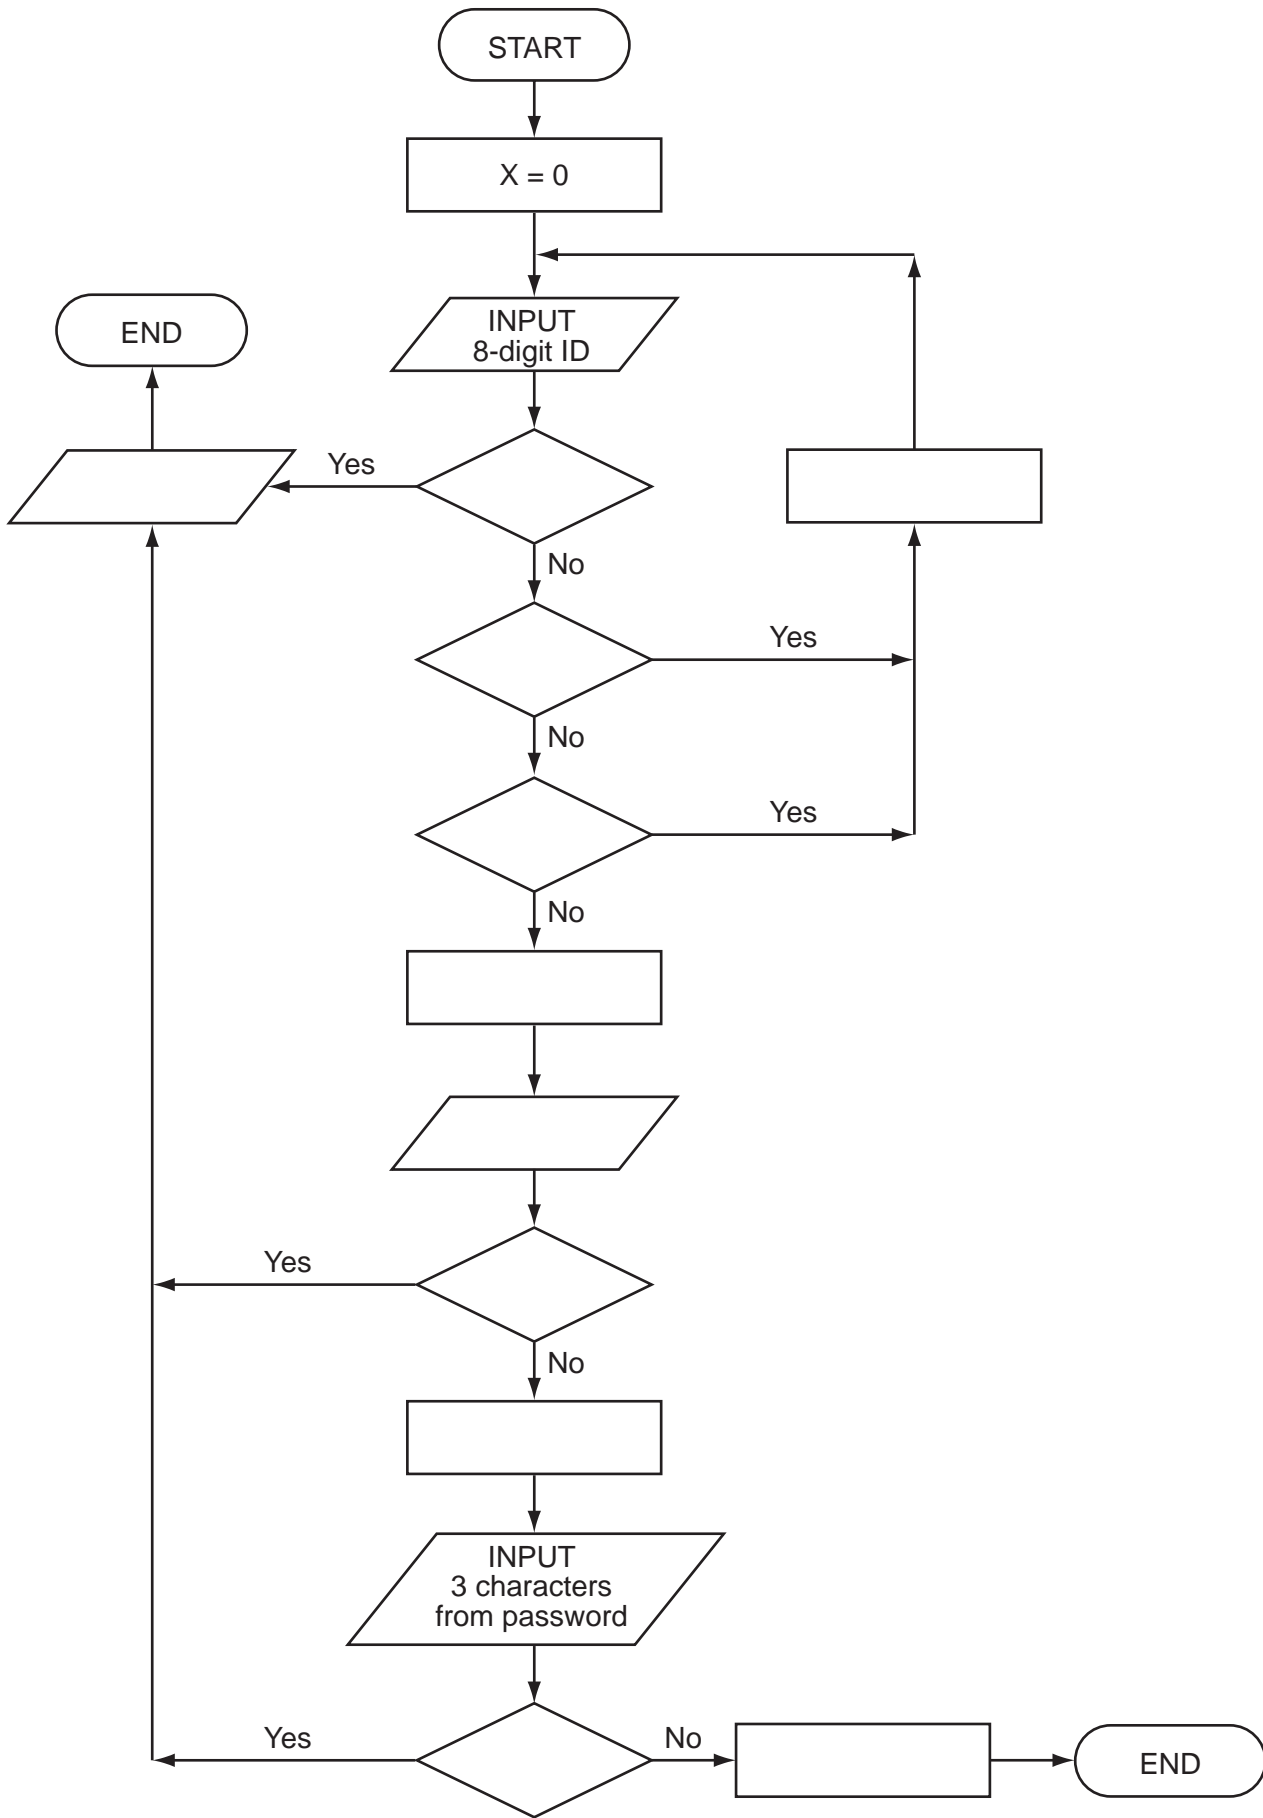 START
X = 0
INPUT
8-digit ID
END
Yes
No
Yes
No
Yes
No
Yes
No
INPUT
3 characters
from password
Yes
No
END